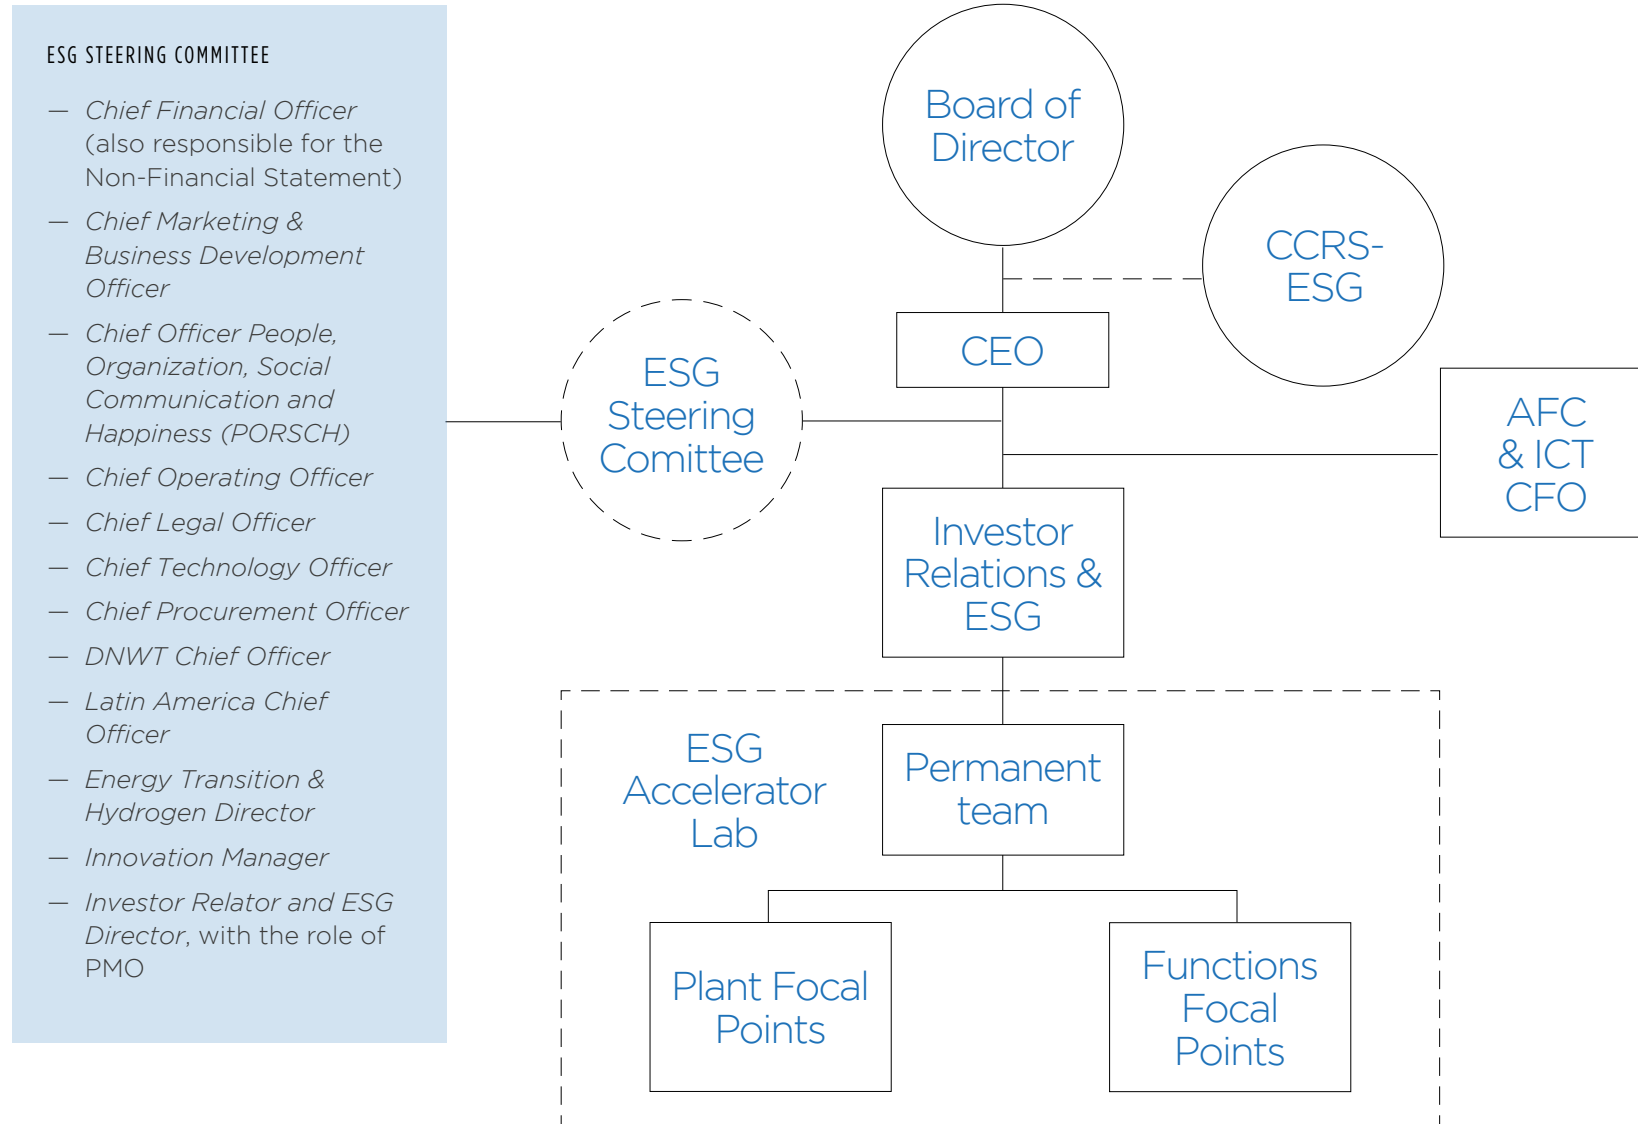 ESG STEERING COMMITTEE
— Chief Financial Officer
(also responsible for the
Non-Financial Statement)
— Chief Marketing &
Business Development
Officer
— Chief Officer People,
Organization, Social
Communication and
Happiness (PORSCH)
— Chief Operating Officer
— Chief Legal Officer
— Chief Technology Officer
— Chief Procurement Officer
— DNWT Chief Officer
— Latin America Chief
Officer
— Energy Transition &
Hydrogen Director
— Innovation Manager
— Investor Relator and ESG
Director, with the role of
PMO
Board of
Director
CCRS-
ESG
CEO
ESG
Steering
Comittee
AFC
& ICT
CFO
Investor
Relations &
ESG
ESG
Accelerator
Lab
Permanent
team
Plant Focal
Points
Functions
Focal
Points